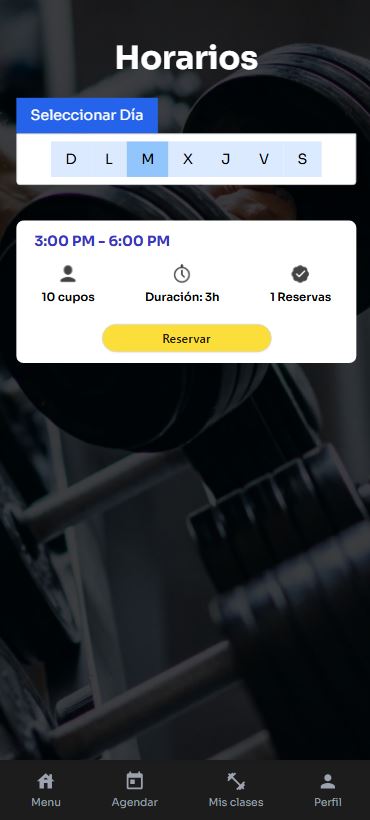 Horarios
Seleccionar Día
D L M X J V S
3:00 PM - 6:00 PM
10 cupos Duración: 3h 1 Reservas
Reservar
Menu Agendar Mis clases Perfil